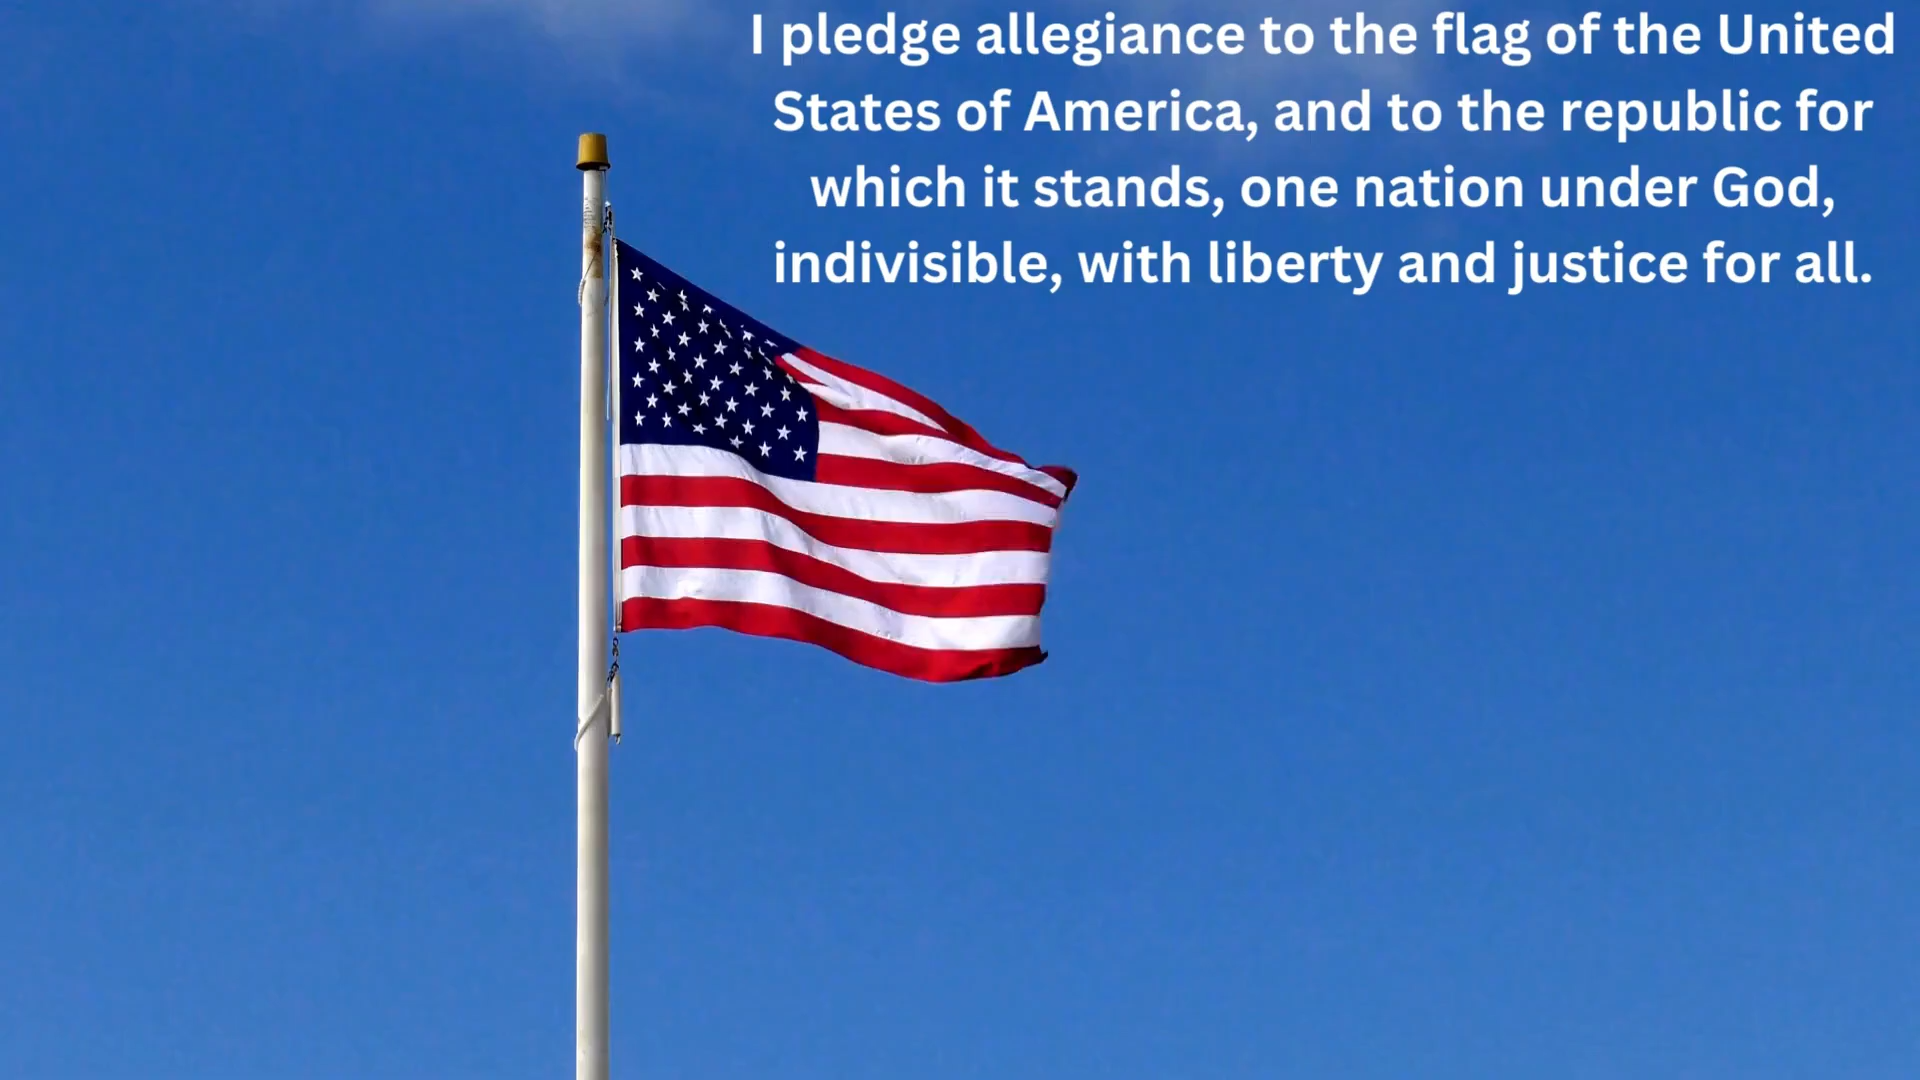 I pledge allegiance to the flag of the United
States of America, and to the republic for
which it stands, one nation under God,
indivisible, with liberty and justice for all.